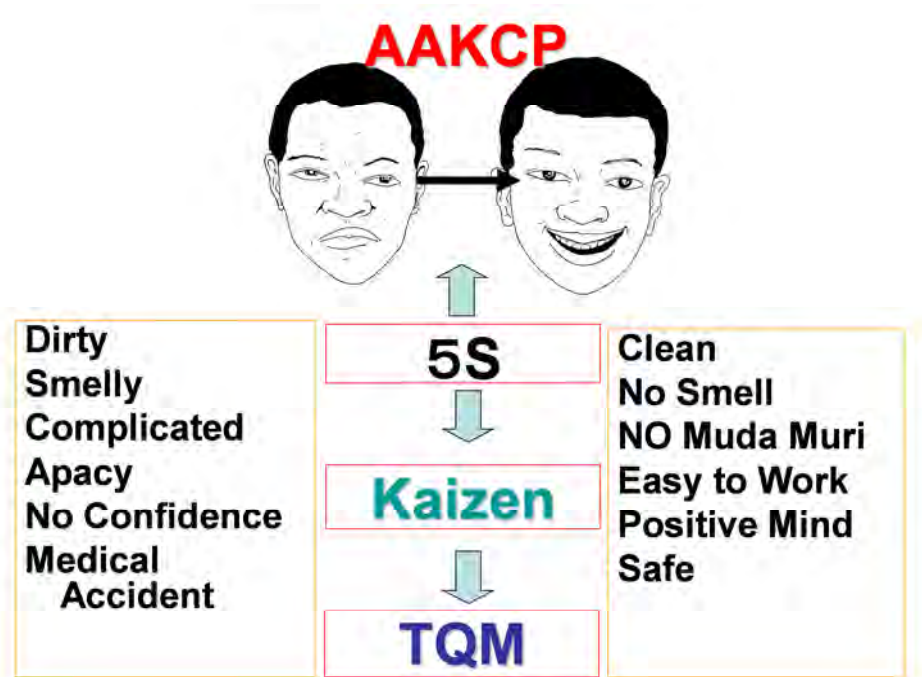 AAKCP
Dirty
Smelly
Complicated
Apacy
No Confidence
Medical
Accident
5S
Kaizen
TQM
Clean
No Smell
NO Muda Muri
Easy to Work
Positive Mind
Safe